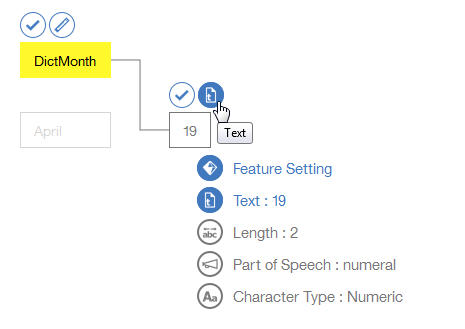 DictMonth
April
19
Text
Feature Setting
Text : 19
abc
Length : 2
Part of Speech : numeral
Aa
Character Type : Numeric